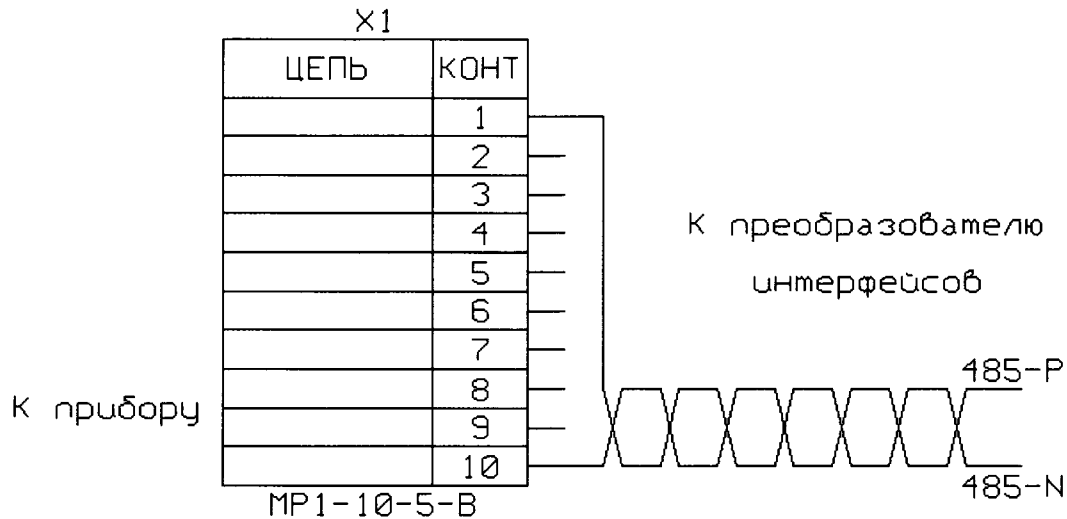 X1
ЦЕПЬ КОНТ
1
2
3
4
5
6
7
8
9
10
МР1-10-5-В
К прибору
К преобразователю
интерфейсов
485-P
485-N